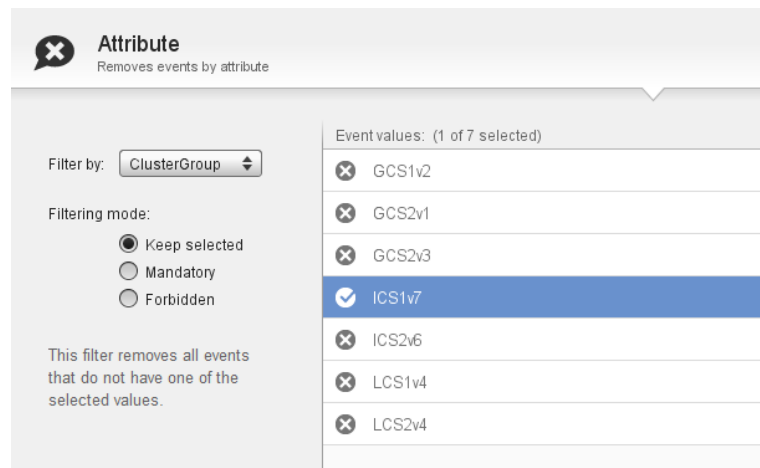 Attribute
Removes events by attribute
Event values: (1 of 7 selected)
Filter by: ClusterGroup
Filtering mode:
Keep selected
Mandatory
Forbidden
This filter removes all events
that do not have one of the
selected values.
GCS1v2
GCS2v1
GCS2v3
ICS1v7
ICS2v6
LCS1v4
LCS2v4